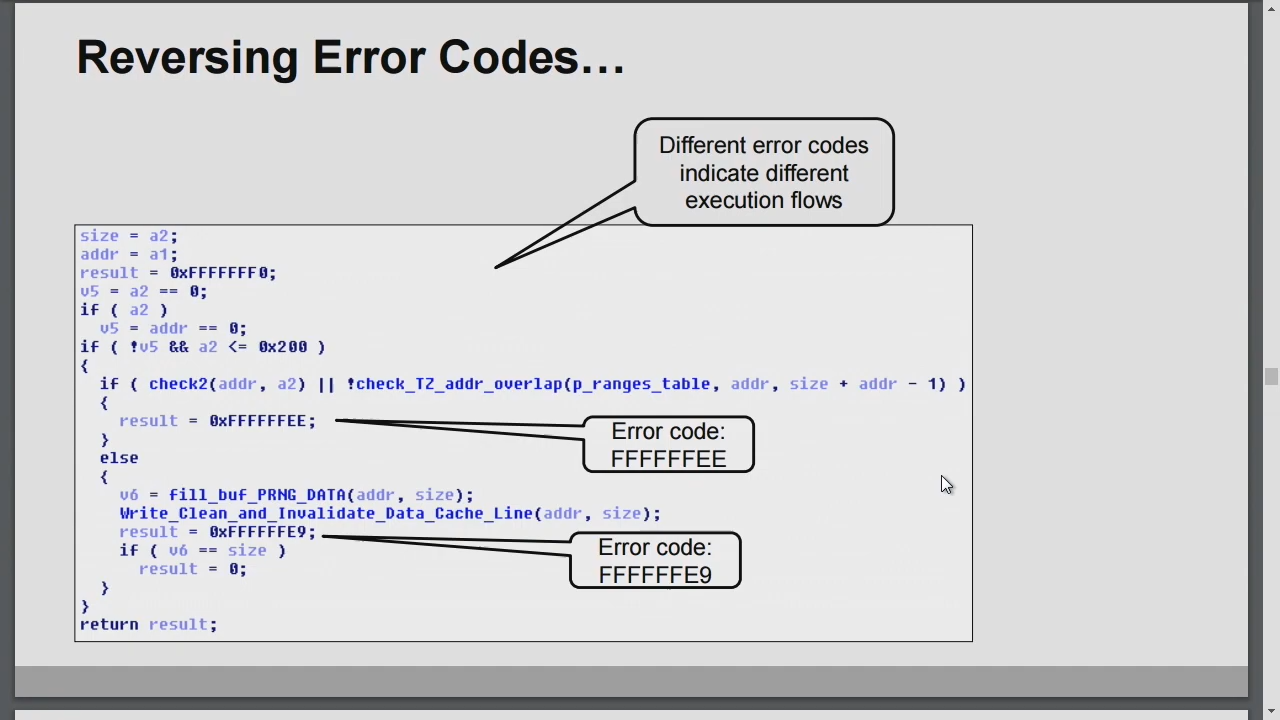 Reversing Error Codes…
Different error codes
indicate different
execution flows
size = a2;
addr = a1;
result = 0xFFFFFFF0;
v5 = a2 == 0;
if ( a2 )
v5 = addr == 0;
if ( !v5 && a2 <= 0x200 )
{
if ( check2(addr, a2) || !check_TZ_addr_overlap(p_ranges_table, addr, size + addr - 1) )
{
result = 0xFFFFFFEE;
}
else
{
v6 = fill_buf_PRNG_DATA(addr, size);
Write_Clean_and_Invalidate_Data_Cache_Line(addr, size);
result = 0xFFFFFFE9;
if ( v6 == size )
result = 0;
}
}
return result;
Error code:
FFFFFFEE
Error code:
FFFFFFE9